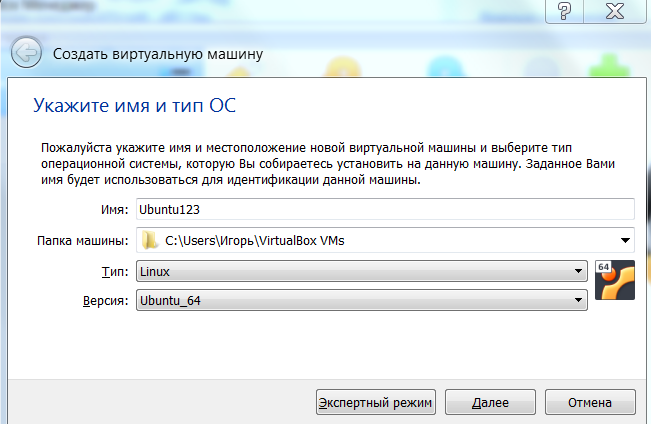 Создать виртуальную машину
Укажите имя и тип ОС
Пожалуйста укажите имя и местоположение новой виртуальной машины и выберите тип
операционной системы, которую Вы собираетесь установить на данную машину. Заданное Вами
имя будет использоваться для идентификации данной машины.
Имя: Ubuntu123
Папка машины: C:\Users\Игорь\VirtualBox VMs
Тип: Linux
64
Версия: Ubuntu_64
Экспертный режим Далее Отмена